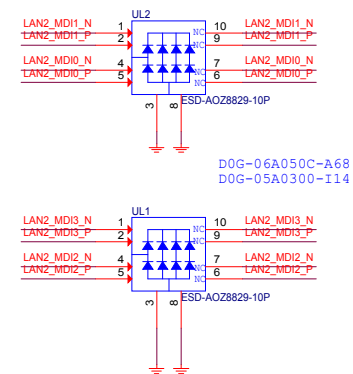 UL2
LAN2_MDI1_N 1 10 LAN2_MDI1_N
LAN2_MDI1_P 2 NC 9 LAN2_MDI1_P
NC
LAN2_MDI0_N 4 7 LAN2_MDI0_N
LAN2_MDI0_P 5 NC 6 LAN2_MDI0_P
NC
3 8 ESD-AOZ8829-10P
D0G-06A050C-A68
D0G-05A0300-I14
UL1
LAN2_MDI3_N 1 10 LAN2_MDI3_N
LAN2_MDI3_P 2 NC 9 LAN2_MDI3_P
NC
LAN2_MDI2_N 4 7 LAN2_MDI2_N
LAN2_MDI2_P 5 NC 6 LAN2_MDI2_P
NC
3 8 ESD-AOZ8829-10P